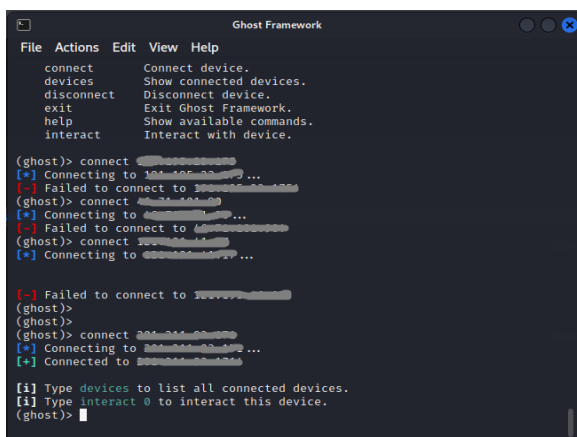 Ghost Framework
File Actions Edit View Help
connect Connect device.
devices Show connected devices.
disconnect Disconnect device.
exit Exit Ghost Framework.
help Show available commands.
interact Interact with device.
(ghost)> connect
[*] Connecting to ...
[-] Failed to connect to
(ghost)> connect
[*] Connecting to ...
[-] Failed to connect to
(ghost)> connect
[*] Connecting to ...
[-] Failed to connect to
(ghost)>
(ghost)>
(ghost)> connect
[*] Connecting to ...
[+] Connected to
[i] Type devices to list all connected devices.
[i] Type interact 0 to interact this device.
(ghost)>